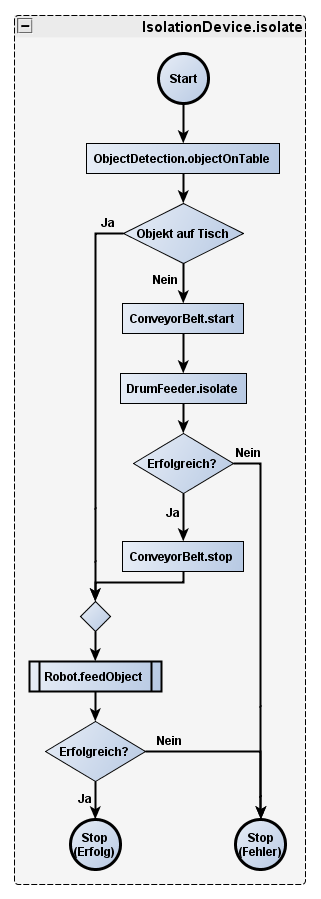 IsolationDevice.isolate
Start
ObjectDetection.objectOnTable
Ja
Objekt auf Tisch
Nein
ConveyorBelt.start
DrumFeeder.isolate
Erfolgreich?
Nein
Ja
ConveyorBelt.stop
Robot.feedObject
Erfolgreich?
Nein
Ja
Stop
(Erfolg)
Stop
(Fehler)